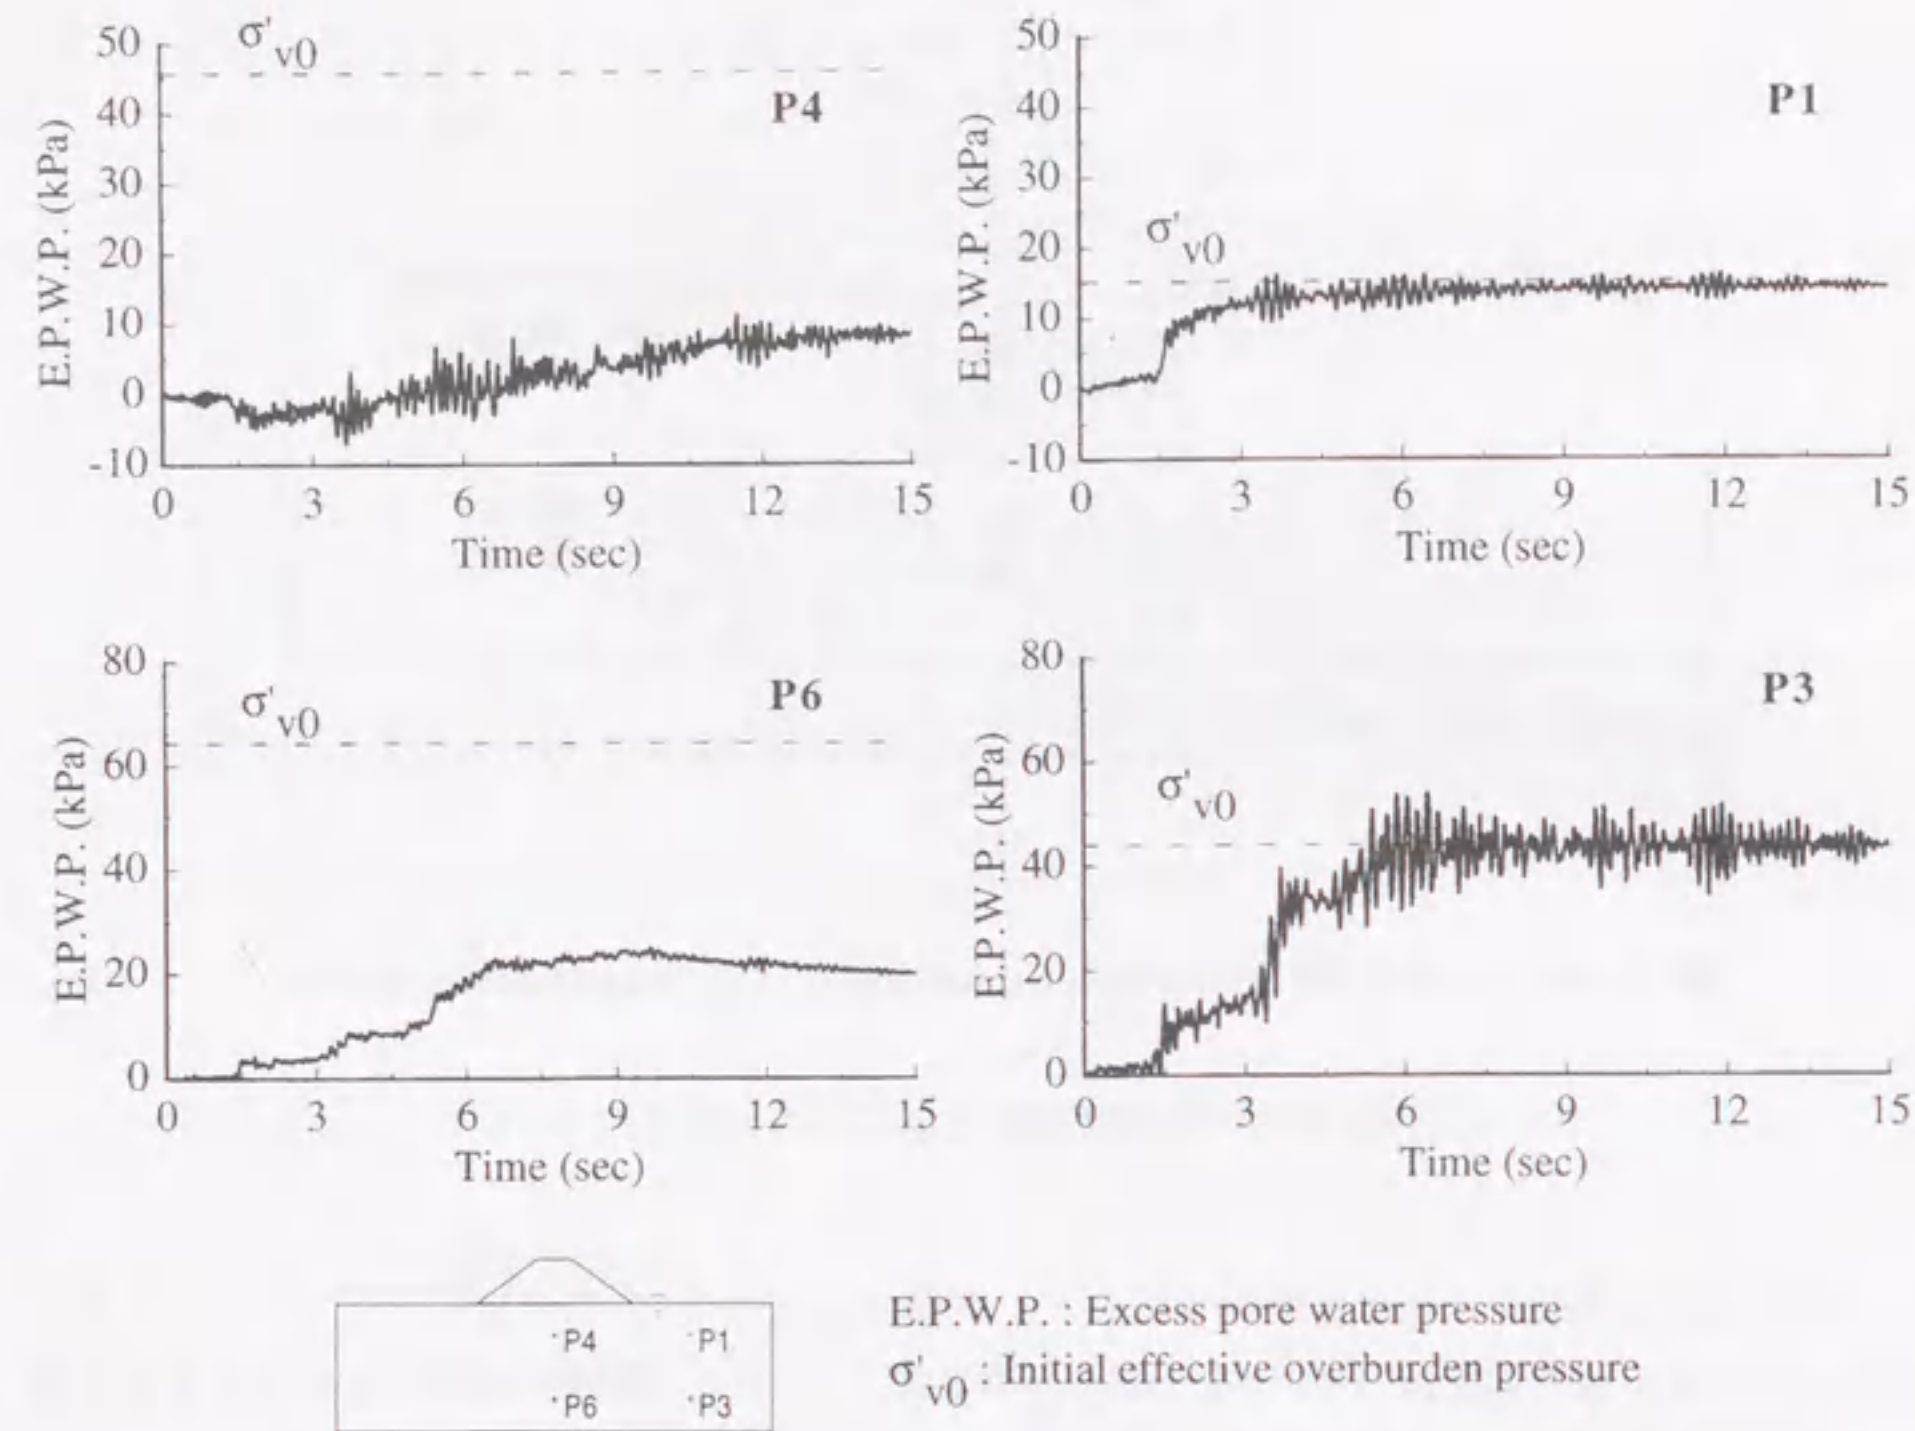 σ'v0
P4
E.P.W.P. (kPa)
50
40
30
20
10
0
-10
0 3 6 9 12 15
Time (sec)
σ'v0
P1
E.P.W.P. (kPa)
50
40
30
20
10
0
-10
0 3 6 9 12 15
Time (sec)
σ'v0
P6
E.P.W.P. (kPa)
80
60
40
20
0
0 3 6 9 12 15
Time (sec)
σ'v0
P3
E.P.W.P. (kPa)
80
60
40
20
0
0 3 6 9 12 15
Time (sec)
P4 P1
P6 P3
E.P.W.P. : Excess pore water pressure
σ'v0 : Initial effective overburden pressure